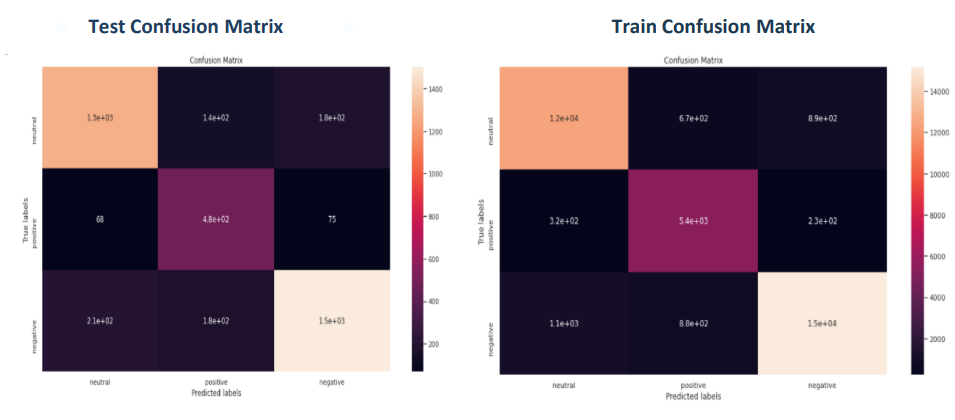 Test Confusion Matrix
Train Confusion Matrix
Confusion Matrix
1.3e+03 1.4e+02 1.8e+02
68 4.8e+02 75
2.1e+02 1.8e+02 1.5e+03
neutral
positive
negative
True labels
neutral positive negative
Predicted labels
1400
1200
1000
800
600
400
200
Confusion Matrix
1.2e+04 6.7e+02 8.9e+02
3.2e+02 5.4e+03 2.3e+02
1.1e+03 8.8e+02 1.5e+04
neutral
positive
negative
True labels
neutral positive negative
Predicted labels
14000
12000
10000
8000
6000
4000
2000